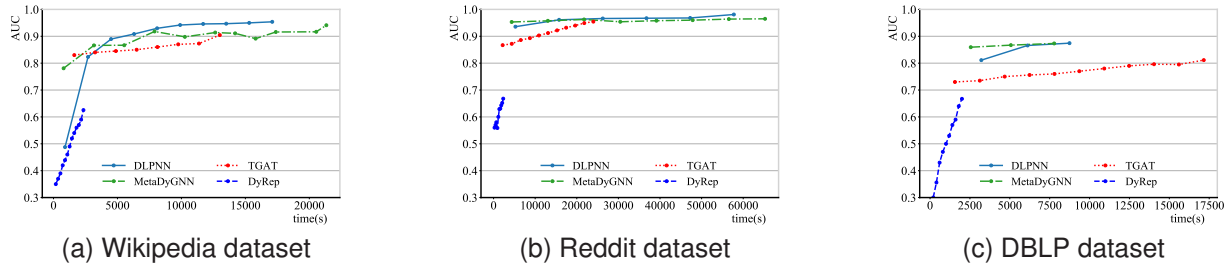 AUC
1.0
0.9
0.8
0.7
0.6
0.5
0.4
0.3
DLPNN
MetaDyGNN
TGAT
DyRep
0 5000 10000 15000 20000
time(s)
(a) Wikipedia dataset
AUC
1.0
0.9
0.8
0.7
0.6
0.5
0.4
0.3
DLPNN
MetaDyGNN
TGAT
DyRep
0 10000 20000 30000 40000 50000 60000
time(s)
(b) Reddit dataset
AUC
1.0
0.9
0.8
0.7
0.6
0.5
0.4
0.3
DLPNN
MetaDyGNN
TGAT
DyRep
0 2500 5000 7500 10000 12500 15000 17500
time(s)
(c) DBLP dataset